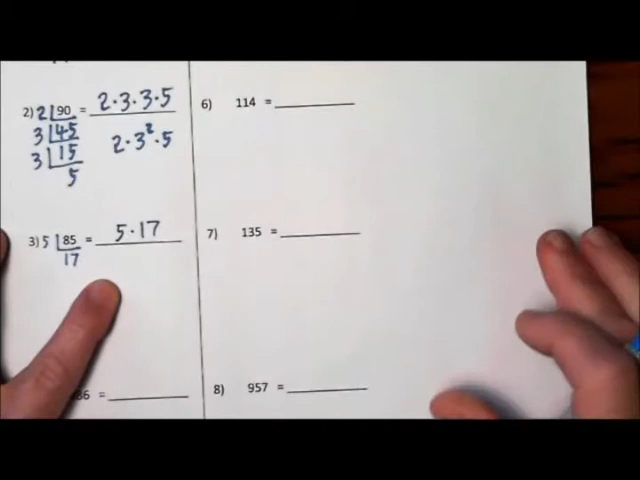 2) 2 90 = 2·3·3·5
3 45 2·3²·5
3 15
5
3) 5 85 = 5·17
17
86 =
6) 114 =
7) 135 =
8) 957 =